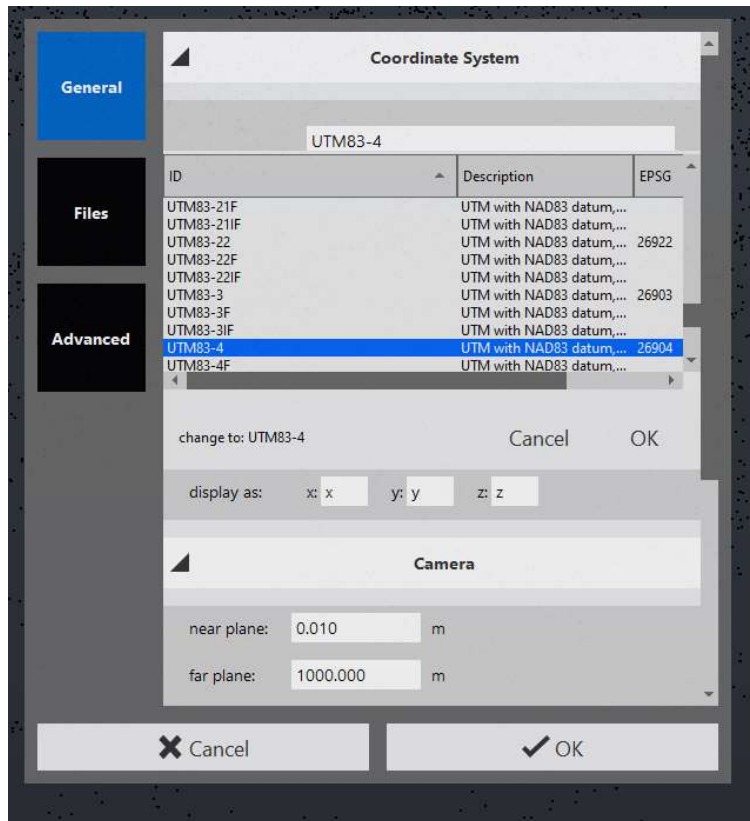 General
Files
Advanced
Coordinate System
UTM83-4
ID Description EPSG
UTM83-21F UTM with NAD83 datum,...
UTM83-21IF UTM with NAD83 datum,...
UTM83-22 UTM with NAD83 datum,... 26922
UTM83-22F UTM with NAD83 datum,...
UTM83-22IF UTM with NAD83 datum,...
UTM83-3 UTM with NAD83 datum,... 26903
UTM83-3F UTM with NAD83 datum,...
UTM83-3IF UTM with NAD83 datum,...
UTM83-4 UTM with NAD83 datum,... 26904
UTM83-4F UTM with NAD83 datum,...
change to: UTM83-4 Cancel OK
display as: x: x y: y z: z
Camera
near plane: 0.010 m
far plane: 1000.000 m
Cancel OK